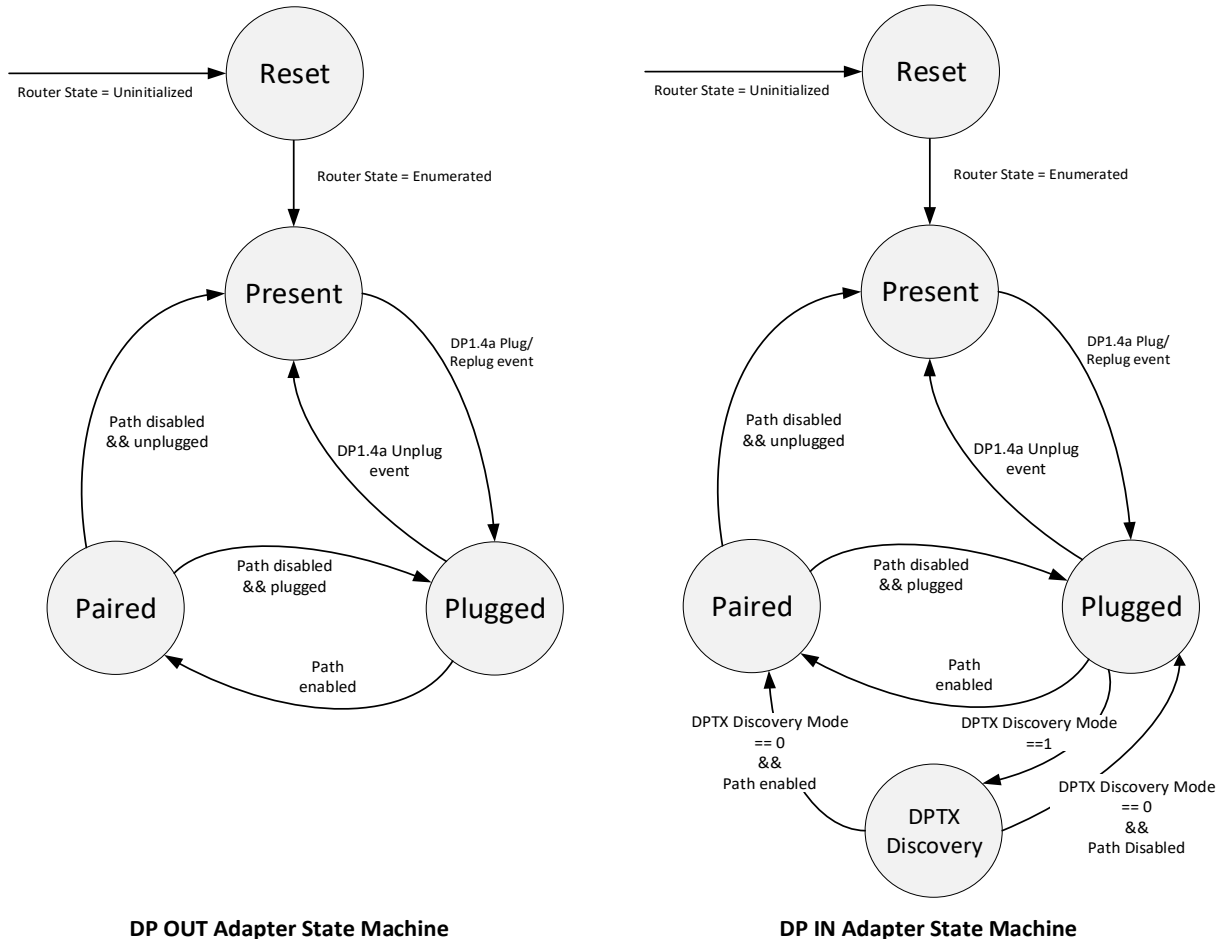 Reset
Router State = Uninitialized
Router State = Enumerated
Present
DP1.4a Plug/
Replug event
Path disabled
&& unplugged
DP1.4a Unplug
event
Path disabled
&& plugged
Paired
Plugged
Path
enabled
DP OUT Adapter State Machine
Reset
Router State = Uninitialized
Router State = Enumerated
Present
DP1.4a Plug/
Replug event
Path disabled
&& unplugged
DP1.4a Unplug
event
Path disabled
&& plugged
Paired
Plugged
Path
enabled
DPTX Discovery Mode
== 0
&&
Path enabled
DPTX Discovery Mode
==1
DPTX Discovery Mode
== 0
&&
Path Disabled
DPTX
Discovery
DP IN Adapter State Machine